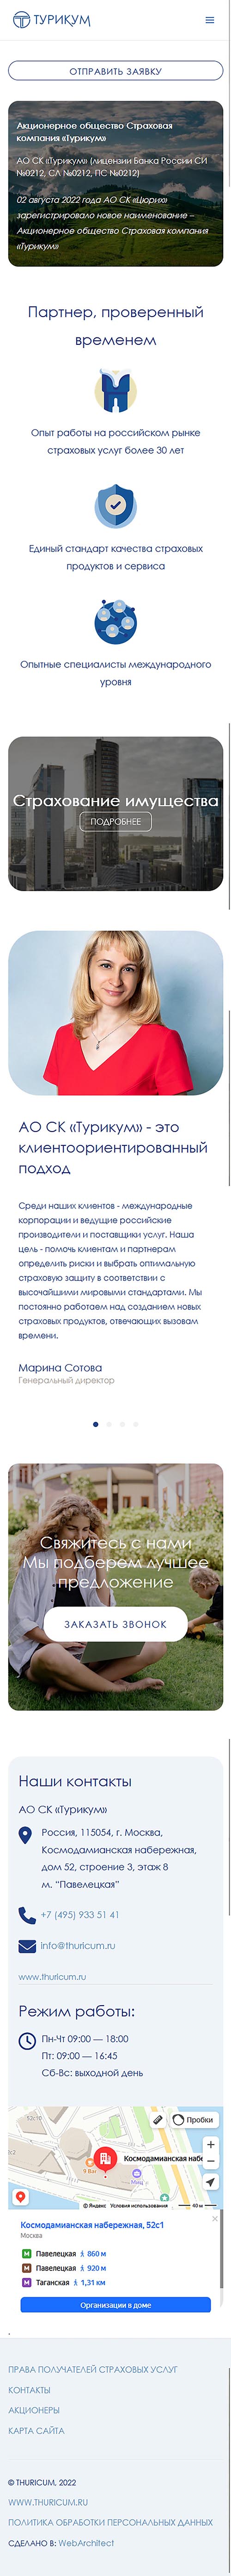 ТУРИКУМ
ОТПРАВИТЬ ЗАЯВКУ
Акционерное общество Страховая
компания «Турикум»
АО СК «Турикум» (лицензии Банка России СИ
№0212, СЛ №0212, ПС №0212)
02 августа 2022 года АО СК «Цюрих»
зарегистрировало новое наименование –
Акционерное общество Страховая компания
«Турикум»
Партнер, проверенный
временем
Опыт работы на российском рынке
страховых услуг более 30 лет
Единый стандарт качества страховых
продуктов и сервиса
Опытные специалисты международного
уровня
Страхование имущества
ПОДРОБНЕЕ
АО СК «Турикум» - это
клиентоориентированный
подход
Среди наших клиентов - международные
корпорации и ведущие российские
производители и поставщики услуг. Наша
цель - помочь клиентам и партнерам
определить риски и выбрать оптимальную
страховую защиту в соответствии с
высочайшими мировыми стандартами. Мы
постоянно работаем над созданием новых
страховых продуктов, отвечающих вызовам
времени.
Марина Сотова
Генеральный директор
Свяжитесь с нами
Мы подберем лучшее
предложение
ЗАКАЗАТЬ ЗВОНОК
Наши контакты
АО СК «Турикум»
Россия, 115054, г. Москва,
Космодамианская набережная,
дом 52, строение 3, этаж 8
м. "Павелецкая"
+7 (495) 933 51 41
info@thuricum.ru
www.thuricum.ru
Режим работы:
Пн-Чт 09:00 — 18:00
Пт: 09:00 — 16:45
Сб-Вс: выходной день
Пробки
52с10
Космодамианская набе
9 Bar
Мац
© Яндекс Условия использования
40 м
Космодамианская набережная, 52с1
Москва
Павелецкая 860 м
Павелецкая 920 м
Таганская 1,31 км
Организации в доме
ПРАВА ПОЛУЧАТЕЛЕЙ СТРАХОВЫХ УСЛУГ
КОНТАКТЫ
АКЦИОНЕРЫ
КАРТА САЙТА
© THURICUM, 2022
WWW.THURICUM.RU
ПОЛИТИКА ОБРАБОТКИ ПЕРСОНАЛЬНЫХ ДАННЫХ
СДЕЛАНО В: WebArchitect